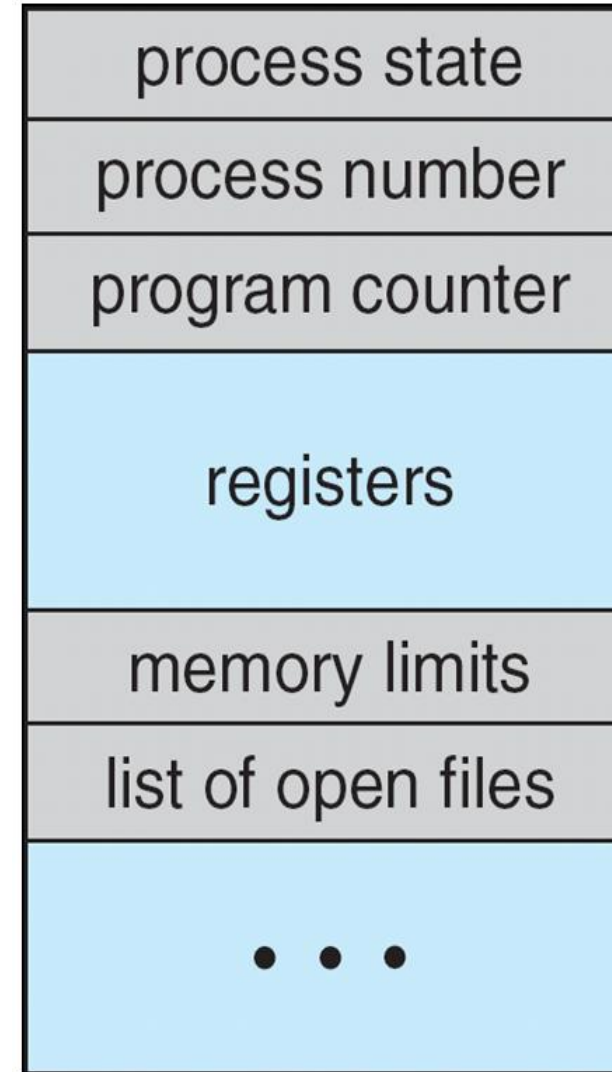 process state
process number
program counter
registers
memory limits
list of open files
• • •